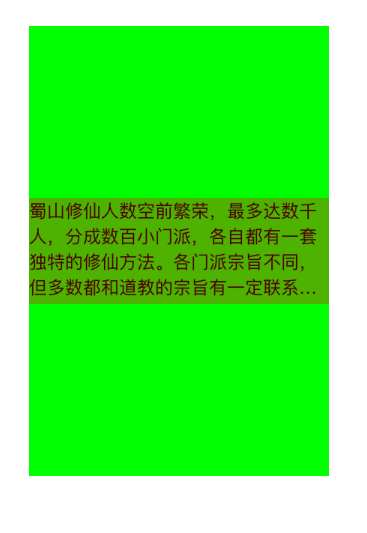 蜀山修仙人数空前繁荣，最多达数千
人，分成数百小门派，各自都有一套
独特的修仙方法。各门派宗旨不同，
但多数都和道教的宗旨有一定联系...